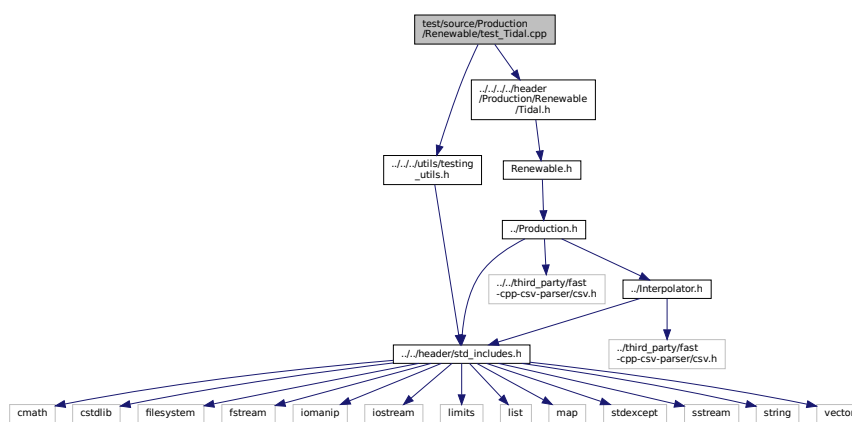 test/source/Production
/Renewable/test_Tidal.cpp
../../../../header
/Production/Renewable
/Tidal.h
../../../utils/testing
_utils.h
Renewable.h
../Production.h
../../third_party/fast
-cpp-csv-parser/csv.h
../Interpolator.h
../../header/std_includes.h
../third_party/fast
-cpp-csv-parser/csv.h
cmath
cstdlib
filesystem
fstream
iomanip
iostream
limits
list
map
stdexcept
sstream
string
vector